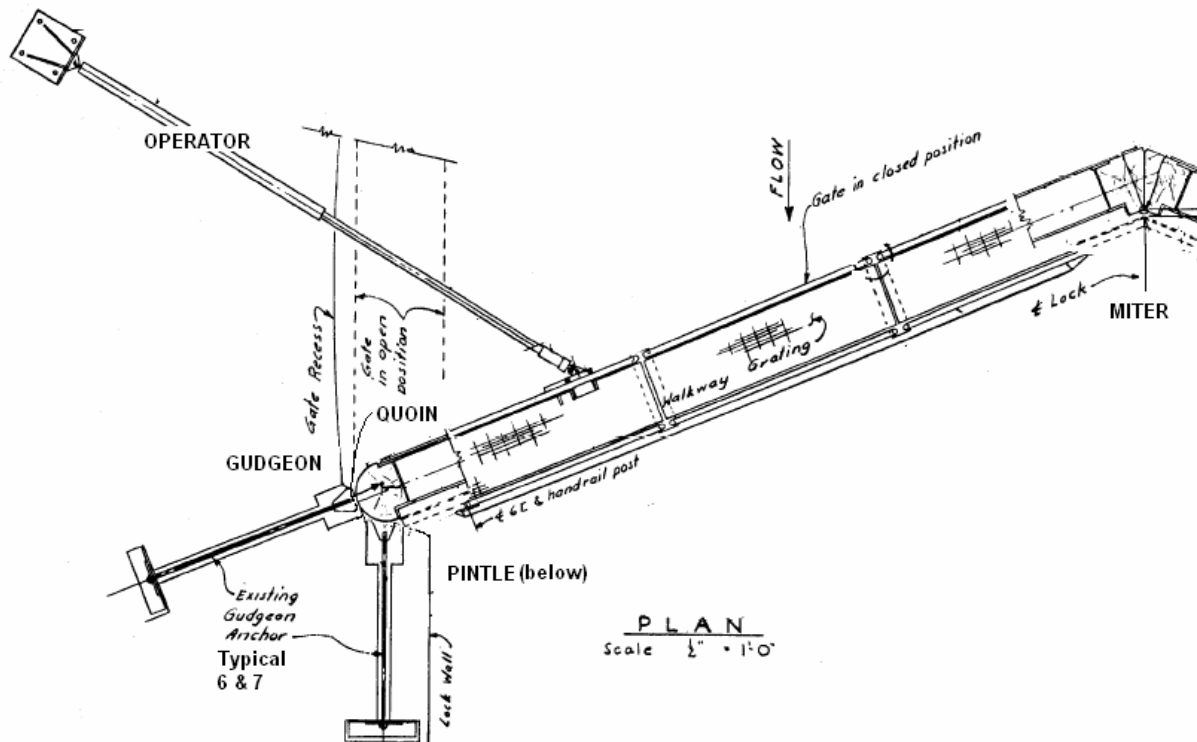 OPERATOR
FLOW
Gate in closed position
Gate Recess
Gate
in open
position
QUOIN
GUDGEON
Walkway
Grating
℄ Lock
MITER
℄ 6I & handrail post
PINTLE (below)
Existing
Gudgeon
Anchor
Typical
6 & 7
Lock Wall
PLAN
Scale ½" = 1'-0"